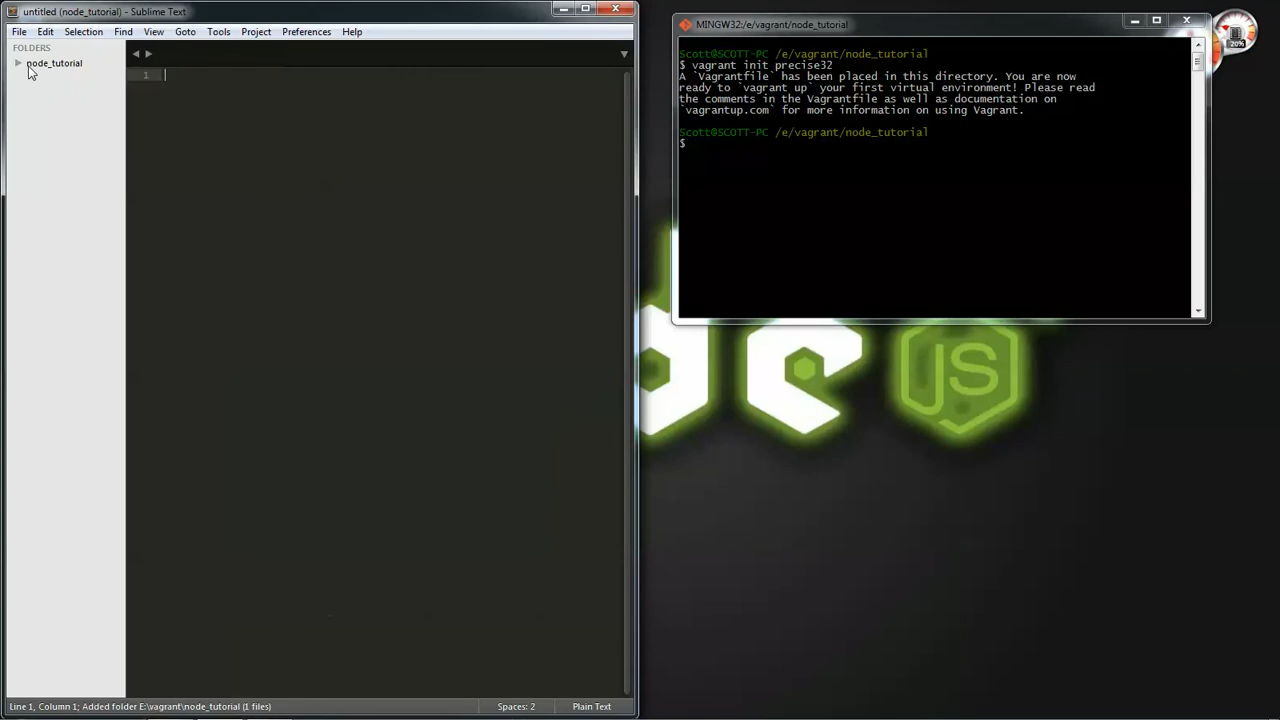 untitled (node_tutorial) - Sublime Text
File Edit Selection Find View Goto Tools Project Preferences Help
FOLDERS
node_tutorial
1
Line 1, Column 1; Added folder E:\vagrant\node_tutorial (1 files)
Spaces: 2
Plain Text
MINGW32:/e/vagrant/node_tutorial
Scott@SCOTT-PC /e/vagrant/node_tutorial
$ vagrant init precise32
A `Vagrantfile` has been placed in this directory. You are now
ready to `vagrant up` your first virtual environment! Please read
the comments in the Vagrantfile as well as documentation on
`vagrantup.com` for more information on using Vagrant.
Scott@SCOTT-PC /e/vagrant/node_tutorial
$
20%
de
JS